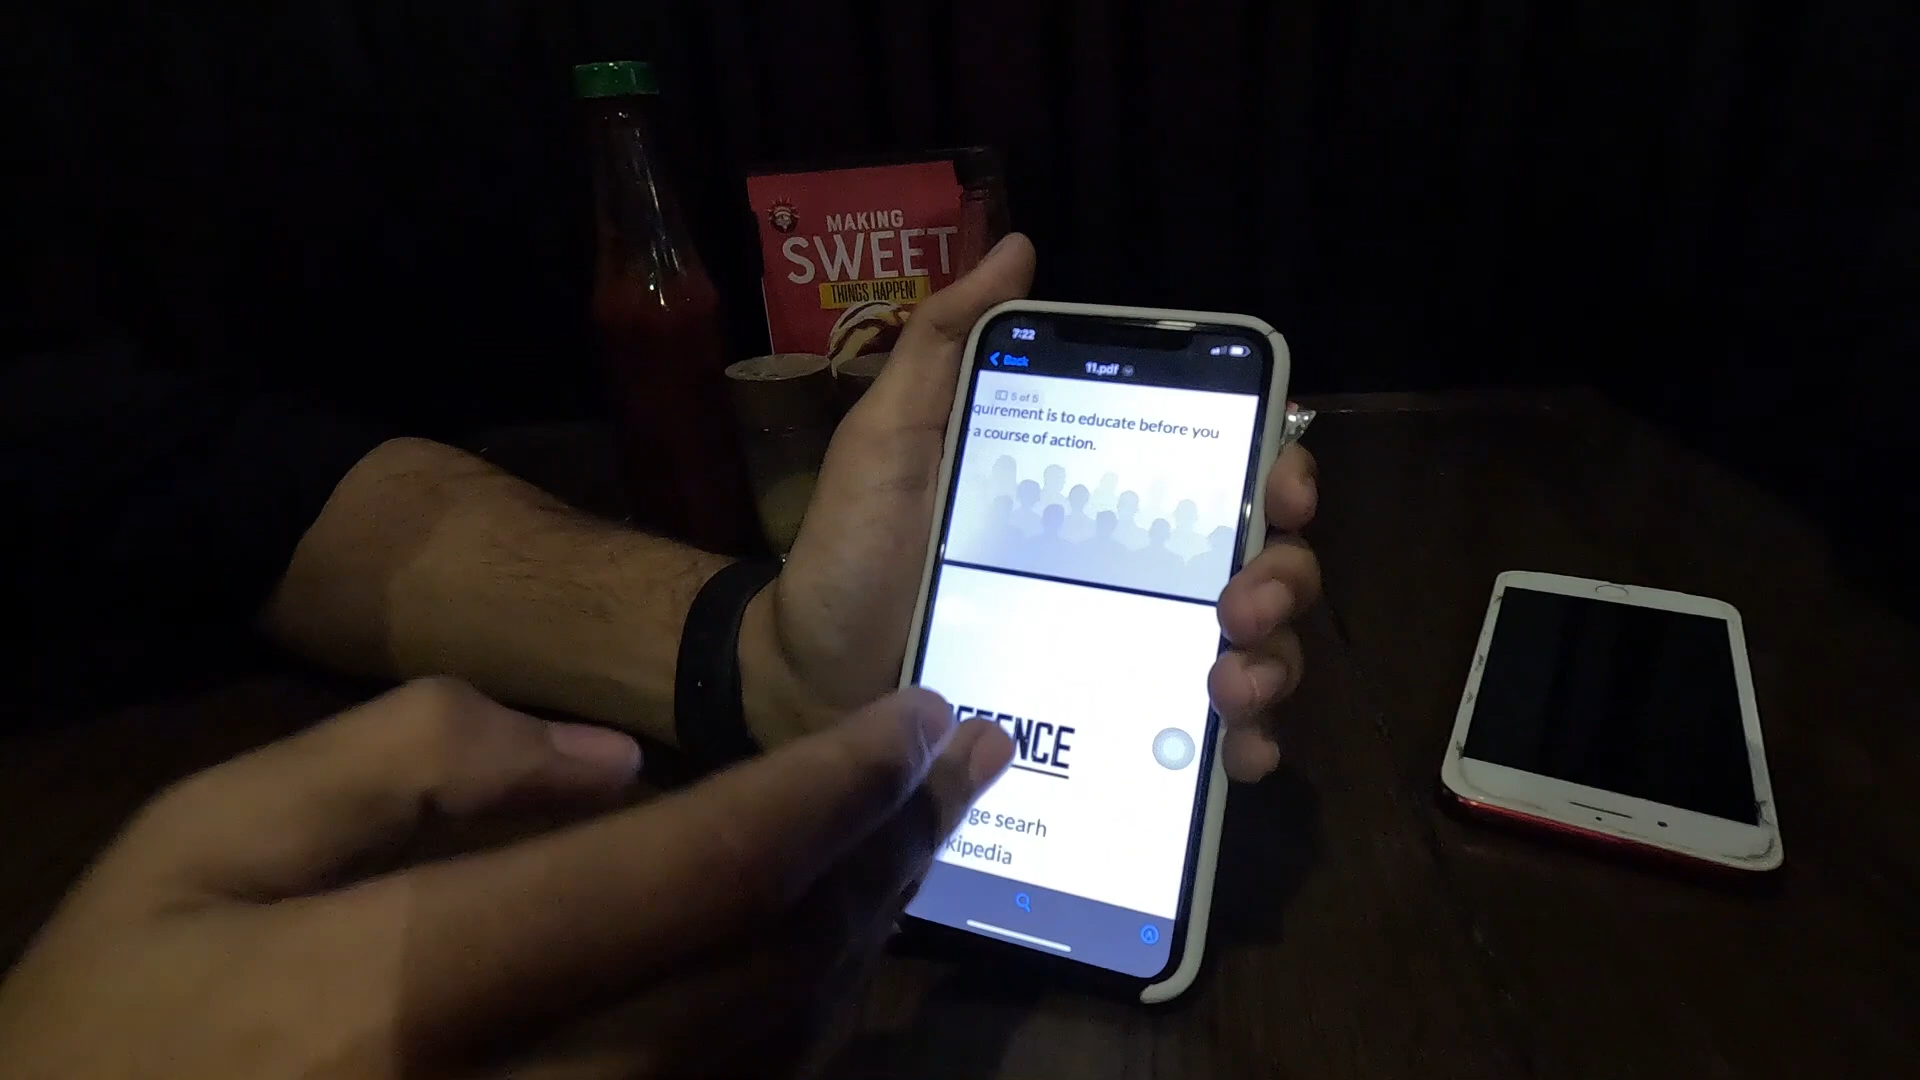 MAKING
SWEET
THINGS HAPPEN!
7:22
Back
11.pdf
5 of 5
quirement is to educate before you
a course of action.
NCE
ge searh
kipedia